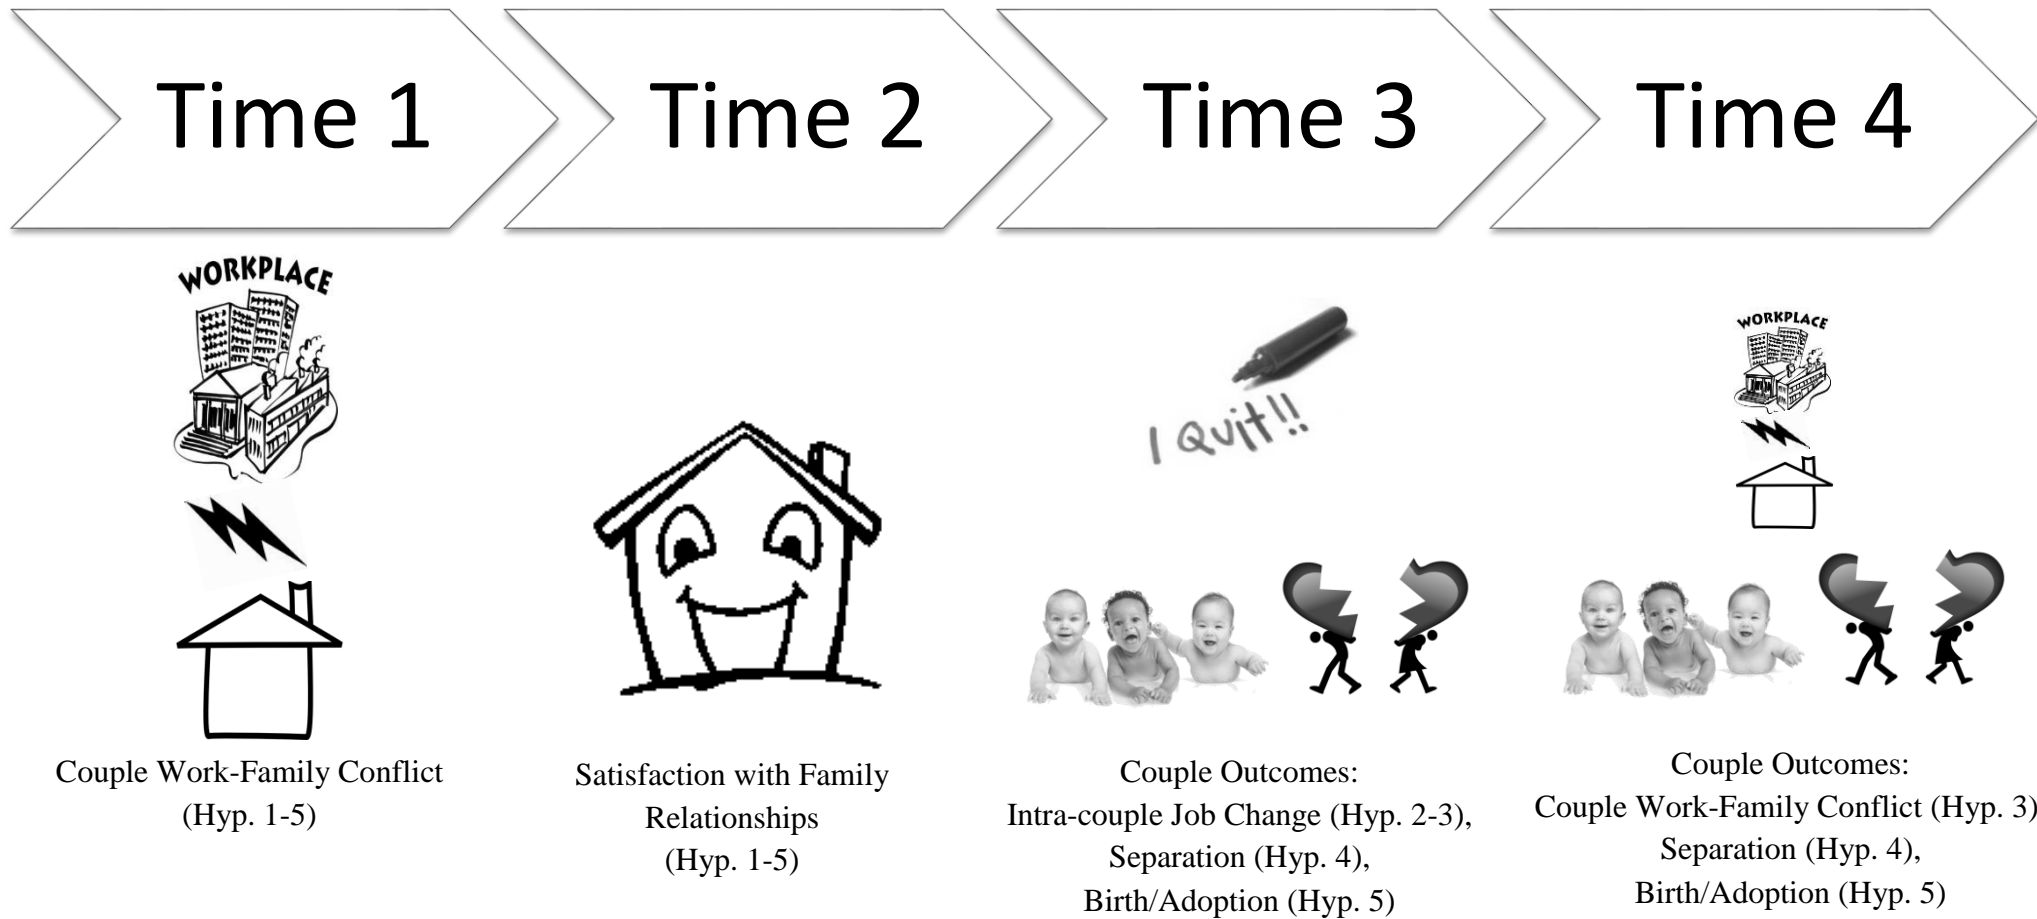 Time 1
Time 2
Time 3
Time 4
WORKPLACE
I Quit!!
WORKPLACE
Couple Work-Family Conflict
(Hyp. 1-5)
Satisfaction with Family
Relationships
(Hyp. 1-5)
Couple Outcomes:
Intra-couple Job Change (Hyp. 2-3),
Separation (Hyp. 4),
Birth/Adoption (Hyp. 5)
Couple Outcomes:
Couple Work-Family Conflict (Hyp. 3)
Separation (Hyp. 4),
Birth/Adoption (Hyp. 5)